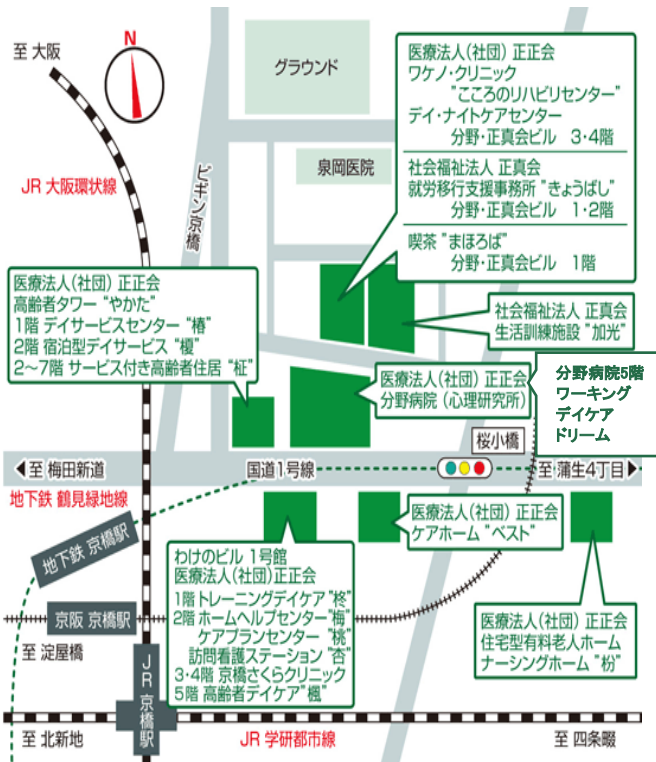 N
至 大阪
グラウンド
JR 大阪環状線
ビギン京橋
泉岡医院
医療法人(社団) 正正会
ワケノ・クリニック
"こころのリハビリセンター"
デイ・ナイトケアセンター
分野・正真会ビル 3・4階
社会福祉法人 正真会
就労移行支援事務所 "きょうばし"
分野・正真会ビル 1・2階
喫茶 "まほろば"
分野・正真会ビル 1階
医療法人(社団) 正正会
高齢者タワー "やかた"
1階 デイサービスセンター "椿"
2階 宿泊型デイサービス "榎"
2〜7階 サービス付き高齢者住居 "柾"
社会福祉法人 正真会
生活訓練施設 "加光"
医療法人(社団) 正正会
分野病院 (心理研究所)
分野病院5階
ワーキング
デイケア
ドリーム
桜小橋
至 梅田新道
国道1号線
至 蒲生4丁目
地下鉄 鶴見緑地線
地下鉄 京橋駅
医療法人(社団) 正正会
ケアホーム "ベスト"
わけのビル 1号館
医療法人(社団)正正会
1階 トレーニングデイケア "柊"
2階 ホームヘルプセンター "梅"
ケアプランセンター "桃"
訪問看護ステーション "杏"
3・4階 京橋さくらクリニック
5階 高齢者デイケア "楓"
京阪 京橋駅
至 淀屋橋
医療法人(社団) 正正会
住宅型有料老人ホーム
ナーシングホーム "枌"
JR 京橋駅
至 北新地
JR 学研都市線
至 四条畷